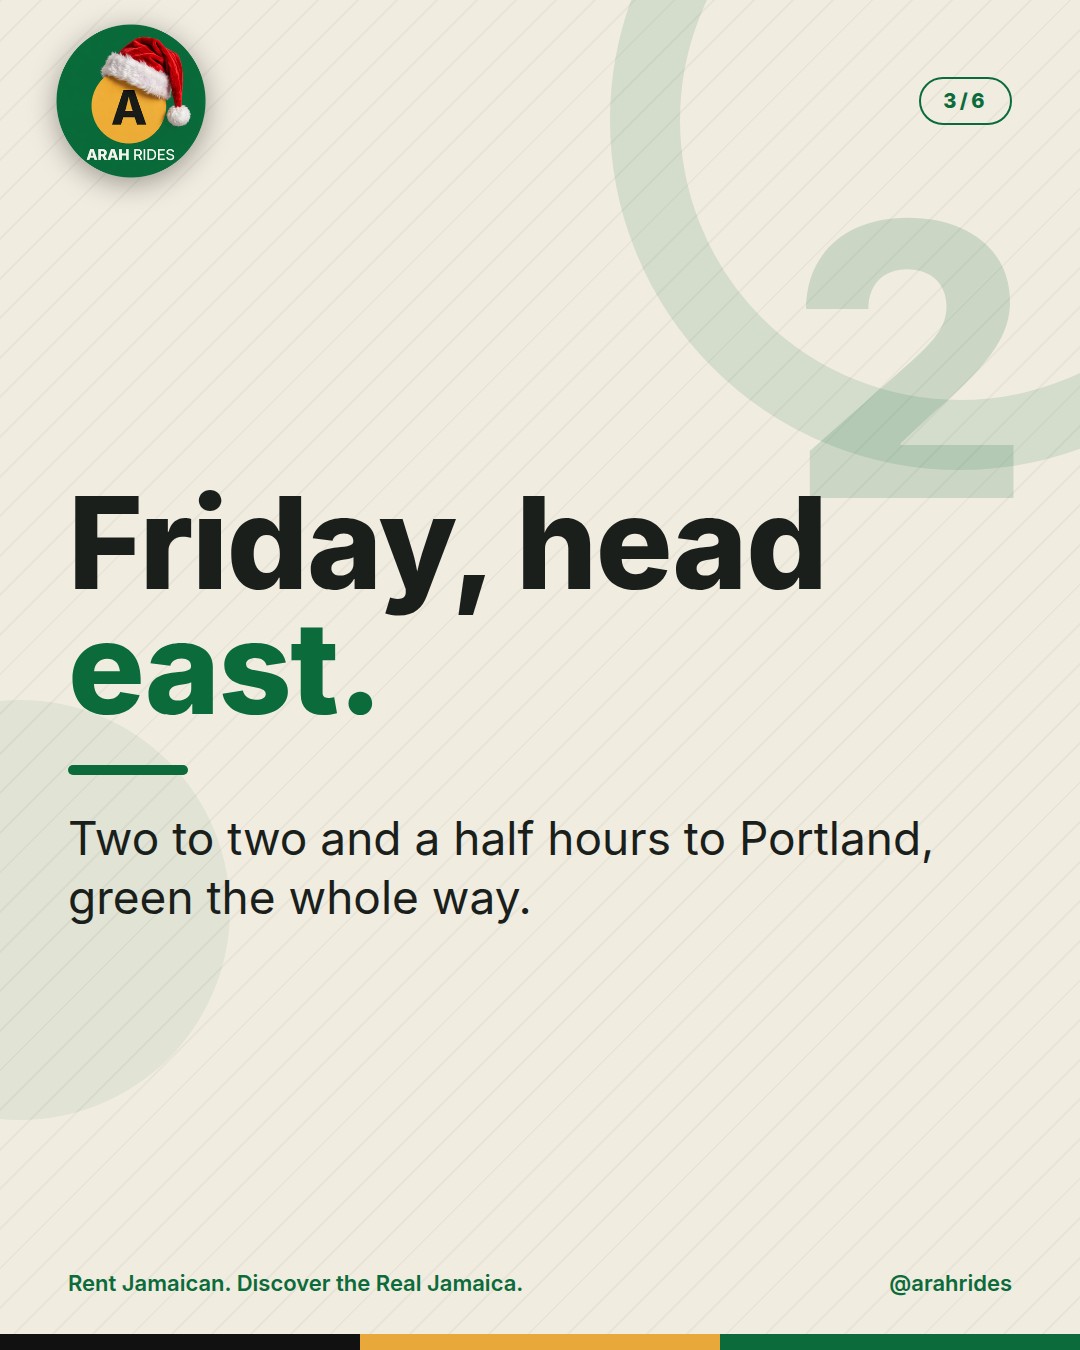 A
ARAH RIDES
3/6
2
Friday, head
east.
Two to two and a half hours to Portland,
green the whole way.
Rent Jamaican. Discover the Real Jamaica.
@arahrides